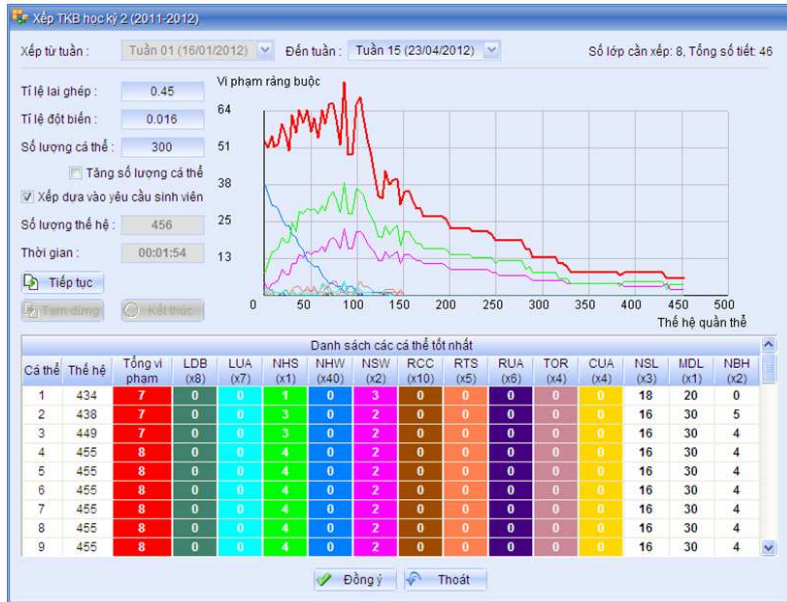 Xếp TKB học kỳ 2 (2011-2012)
Xếp từ tuần : Tuần 01 (16/01/2012) Đến tuần : Tuần 15 (23/04/2012) Số lớp cần xếp: 8, Tổng số tiết: 46
Tỉ lệ lai ghép : 0.45
Tỉ lệ đột biến : 0.016
Số lượng cá thể : 300
Tăng số lượng cá thể
Xếp dựa vào yêu cầu sinh viên
Số lượng thế hệ : 456
Thời gian : 00:01:54
Tiếp tục
Tạm dừng Kết thúc
Vi phạm ràng buộc
64
51
38
25
13
0 50 100 150 200 250 300 350 400 450 500
Thế hệ quần thể
Danh sách các cá thể tốt nhất
Cá thể Thế hệ Tổng vi phạm LDB (x8) LUA (x7) NHS (x1) NHW (x40) NSW (x2) RCC (x10) RTS (x5) RUA (x6) TOR (x4) CUA (x4) NSL (x3) MDL (x1) NBH (x2)
1 434 7 0 0 1 0 3 0 0 0 0 0 18 20 0
2 438 7 0 0 3 0 2 0 0 0 0 0 16 30 5
3 449 7 0 0 3 0 2 0 0 0 0 0 16 30 4
4 455 8 0 0 4 0 2 0 0 0 0 0 16 30 4
5 455 8 0 0 4 0 2 0 0 0 0 0 16 30 4
6 455 8 0 0 4 0 2 0 0 0 0 0 16 30 4
7 455 8 0 0 4 0 2 0 0 0 0 0 16 30 4
8 455 8 0 0 4 0 2 0 0 0 0 0 16 30 4
9 455 8 0 0 4 0 2 0 0 0 0 0 16 30 4
Đồng ý Thoát